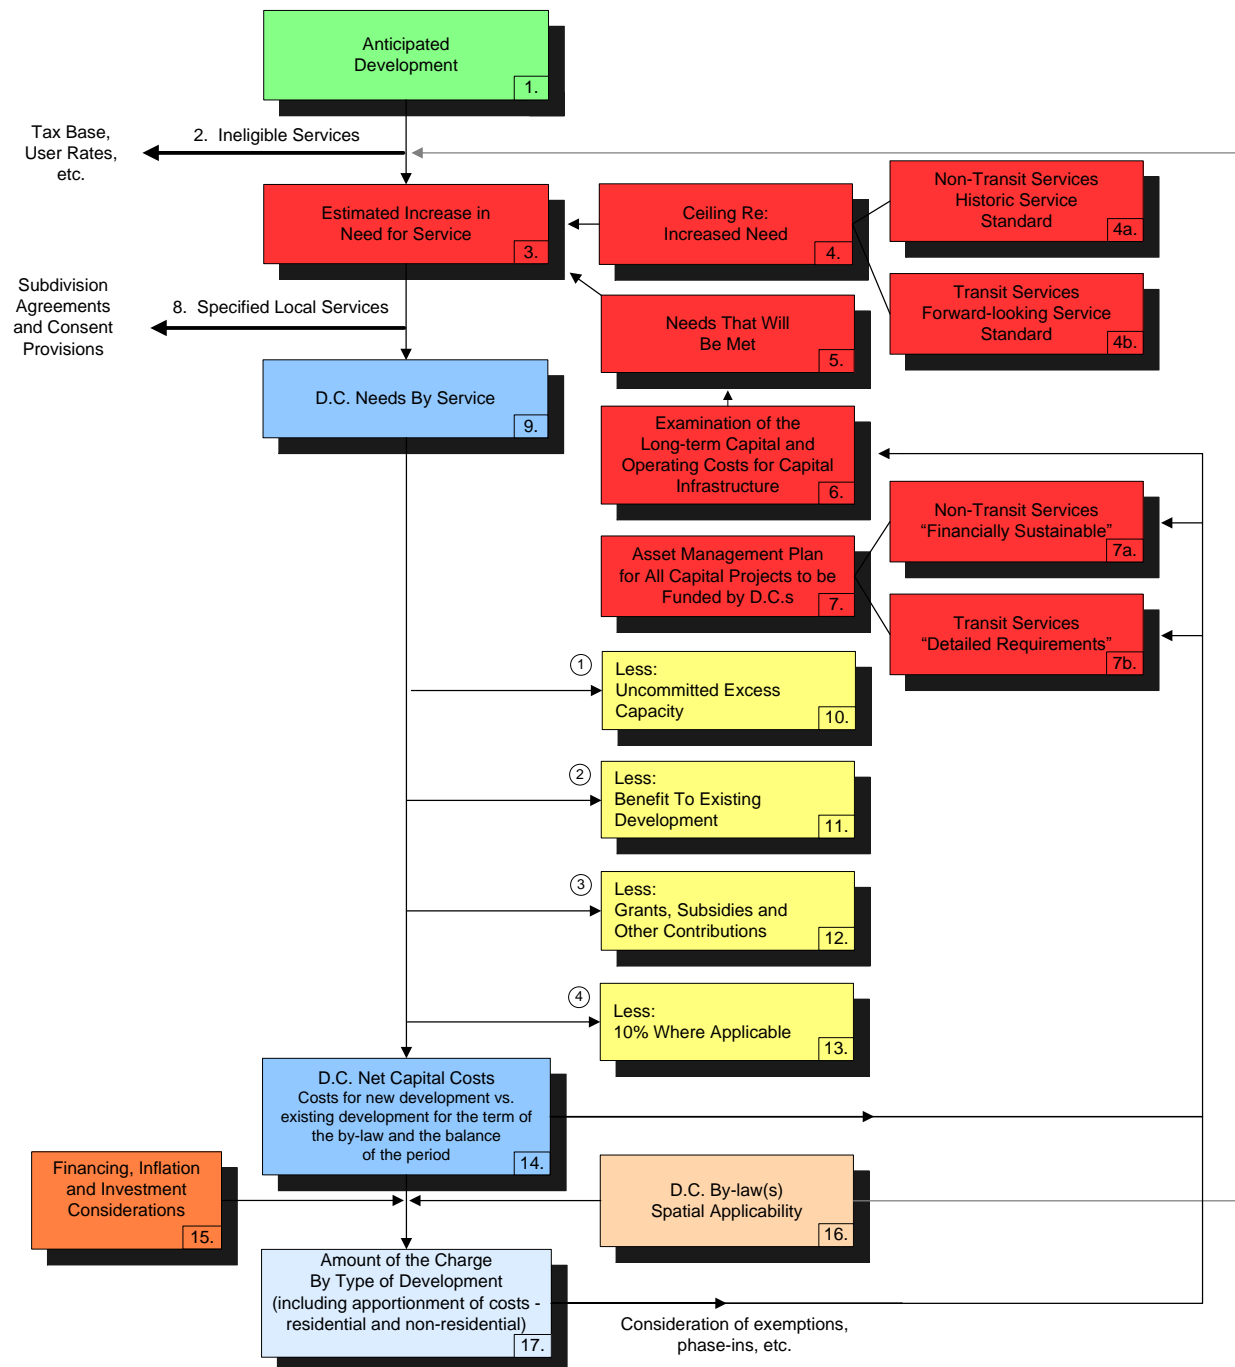 Anticipated
Development
1.
Tax Base,
User Rates,
etc.
2. Ineligible Services
Estimated Increase in
Need for Service
3.
Ceiling Re:
Increased Need
4.
Non-Transit Services
Historic Service
Standard
4a.
Transit Services
Forward-looking Service
Standard
4b.
Subdivision
Agreements
and Consent
Provisions
8. Specified Local Services
Needs That Will
Be Met
5.
D.C. Needs By Service
9.
Examination of the
Long-term Capital and
Operating Costs for Capital
Infrastructure
6.
Asset Management Plan
for All Capital Projects to be
Funded by D.C.s
7.
Non-Transit Services
“Financially Sustainable”
7a.
Transit Services
“Detailed Requirements”
7b.
1
Less:
Uncommitted Excess
Capacity
10.
2
Less:
Benefit To Existing
Development
11.
3
Less:
Grants, Subsidies and
Other Contributions
12.
4
Less:
10% Where Applicable
13.
D.C. Net Capital Costs
Costs for new development vs.
existing development for the term of
the by-law and the balance
of the period
14.
Financing, Inflation
and Investment
Considerations
15.
D.C. By-law(s)
Spatial Applicability
16.
Amount of the Charge
By Type of Development
(including apportionment of costs -
residential and non-residential)
17.
Consideration of exemptions,
phase-ins, etc.